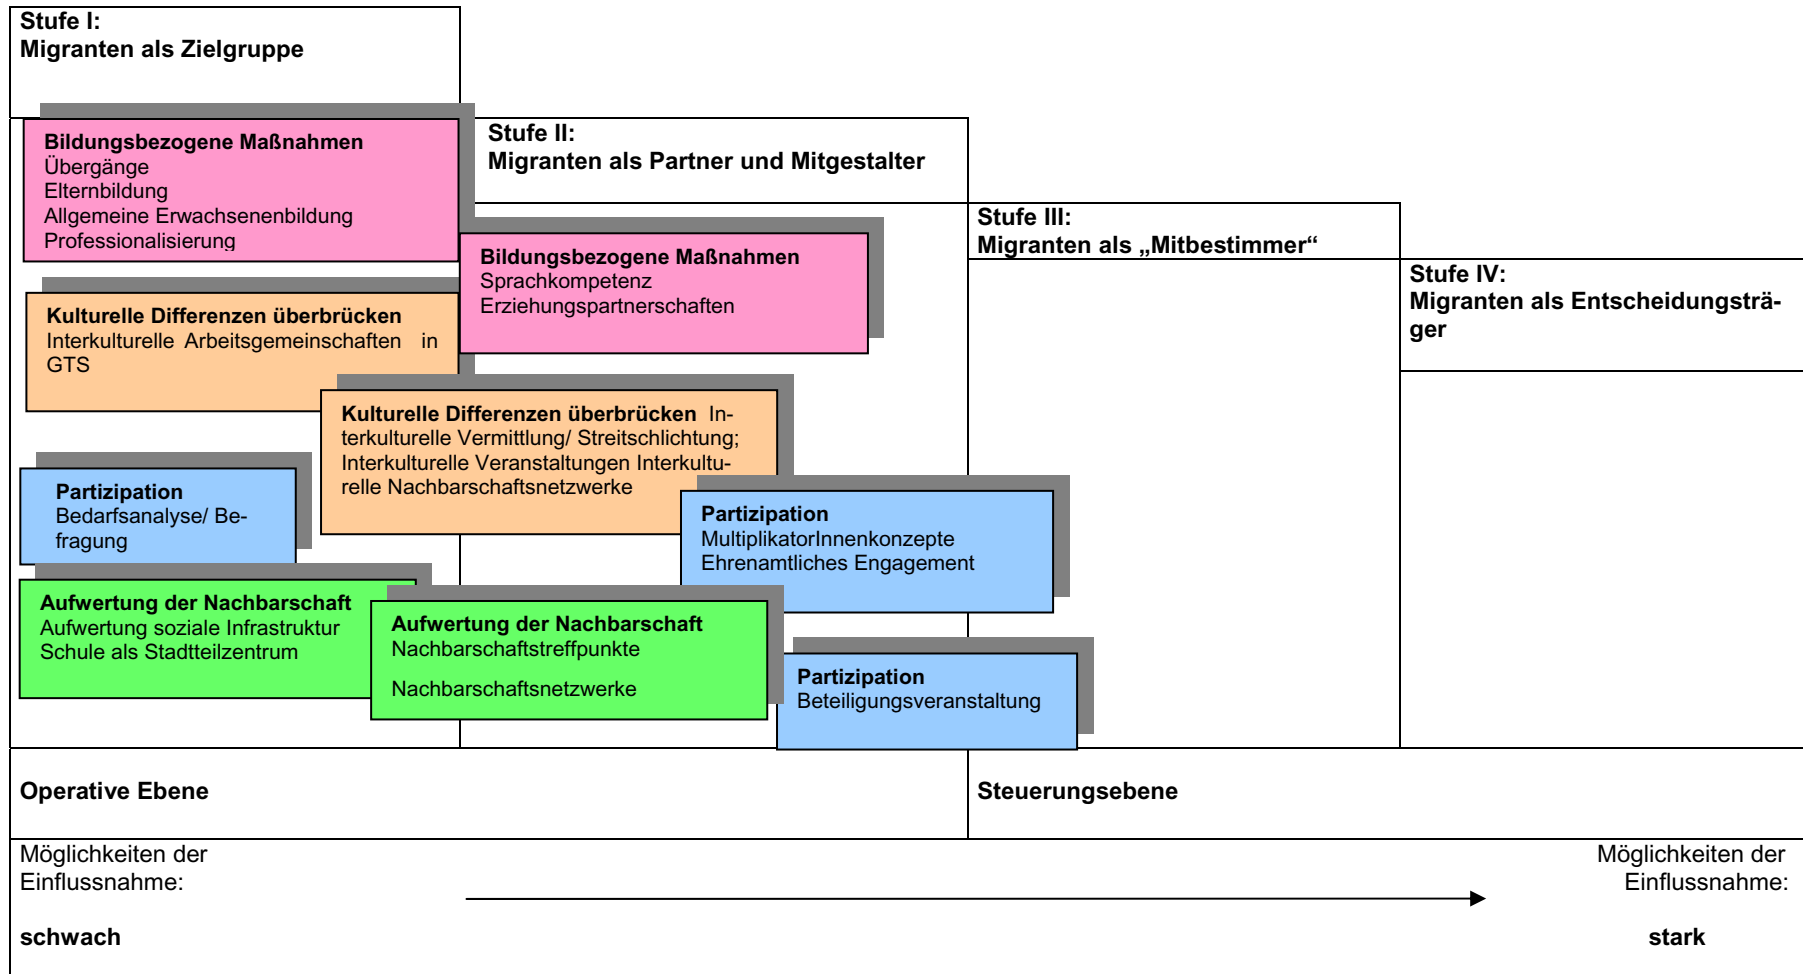 Stufe I:
Migranten als Zielgruppe
Bildungsbezogene Maßnahmen
Übergänge
Elternbildung
Allgemeine Erwachsenenbildung
Professionalisierung
Kulturelle Differenzen überbrücken
Interkulturelle Arbeitsgemeinschaften in
GTS
Partizipation
Bedarfsanalyse/ Be-
fragung
Aufwertung der Nachbarschaft
Aufwertung soziale Infrastruktur
Schule als Stadtteilzentrum
Stufe II:
Migranten als Partner und Mitgestalter
Bildungsbezogene Maßnahmen
Sprachkompetenz
Erziehungspartnerschaften
Kulturelle Differenzen überbrücken In-
terkulturelle Vermittlung/ Streitschlichtung;
Interkulturelle Veranstaltungen Interkultu-
relle Nachbarschaftsnetzwerke
Partizipation
MultiplikatorInnenkonzepte
Ehrenamtliches Engagement
Aufwertung der Nachbarschaft
Nachbarschaftstreffpunkte
Nachbarschaftsnetzwerke
Partizipation
Beteiligungsveranstaltung
Stufe III:
Migranten als „Mitbestimmer“
Stufe IV:
Migranten als Entscheidungsträ-
ger
Operative Ebene
Steuerungsebene
Möglichkeiten der
Einflussnahme:
schwach
Möglichkeiten der
Einflussnahme:
stark